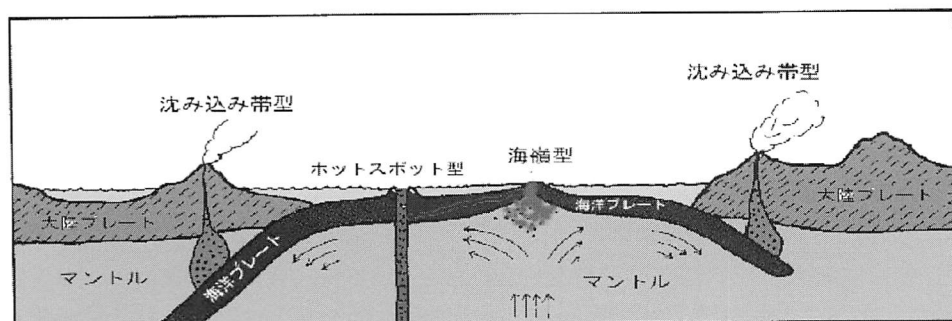 沈み込み帯型
沈み込み帯型
ホットスポット型
海嶺型
大陸プレート
海洋プレート
大陸プレート
海洋プレート
マントル
マントル